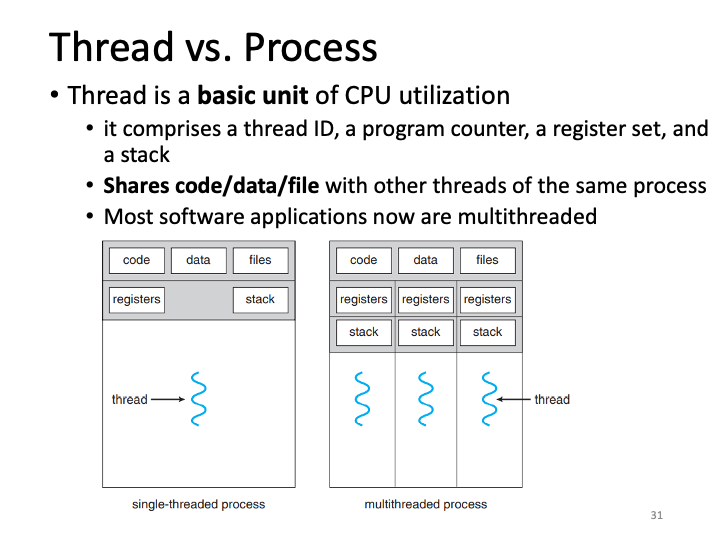 Thread vs. Process
• Thread is a basic unit of CPU utilization
• it comprises a thread ID, a program counter, a register set, and
a stack
• Shares code/data/file with other threads of the same process
• Most software applications now are multithreaded
code data files
registers stack
thread
single-threaded process
code data files
registers registers registers
stack stack stack
thread
multithreaded process
31